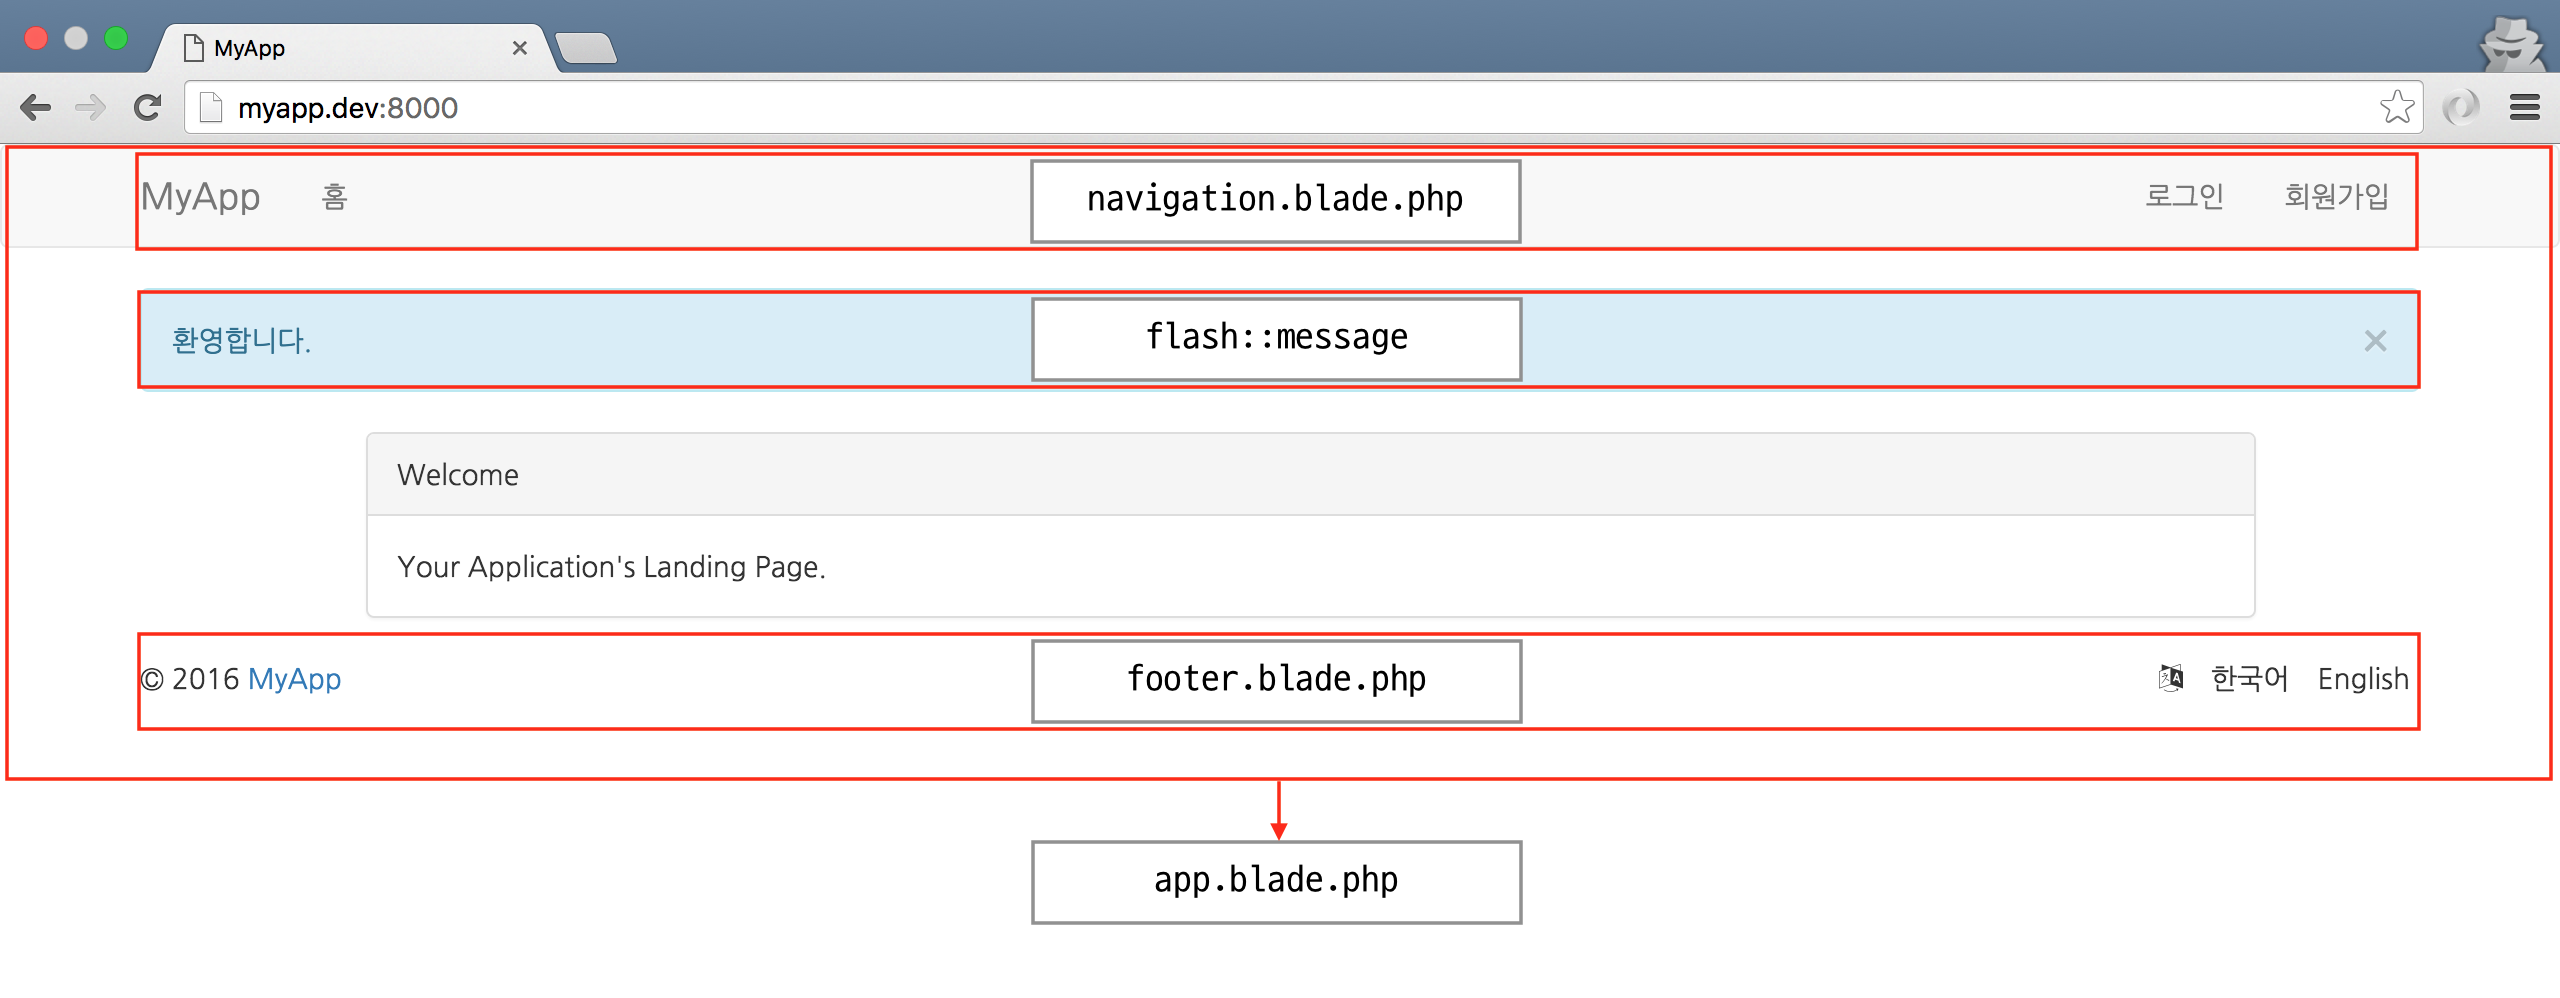 MyApp
myapp.dev:8000
MyApp 홈 navigation.blade.php 로그인 회원가입
환영합니다. flash::message ×
Welcome
Your Application's Landing Page.
© 2016 MyApp footer.blade.php 한국어 English
app.blade.php